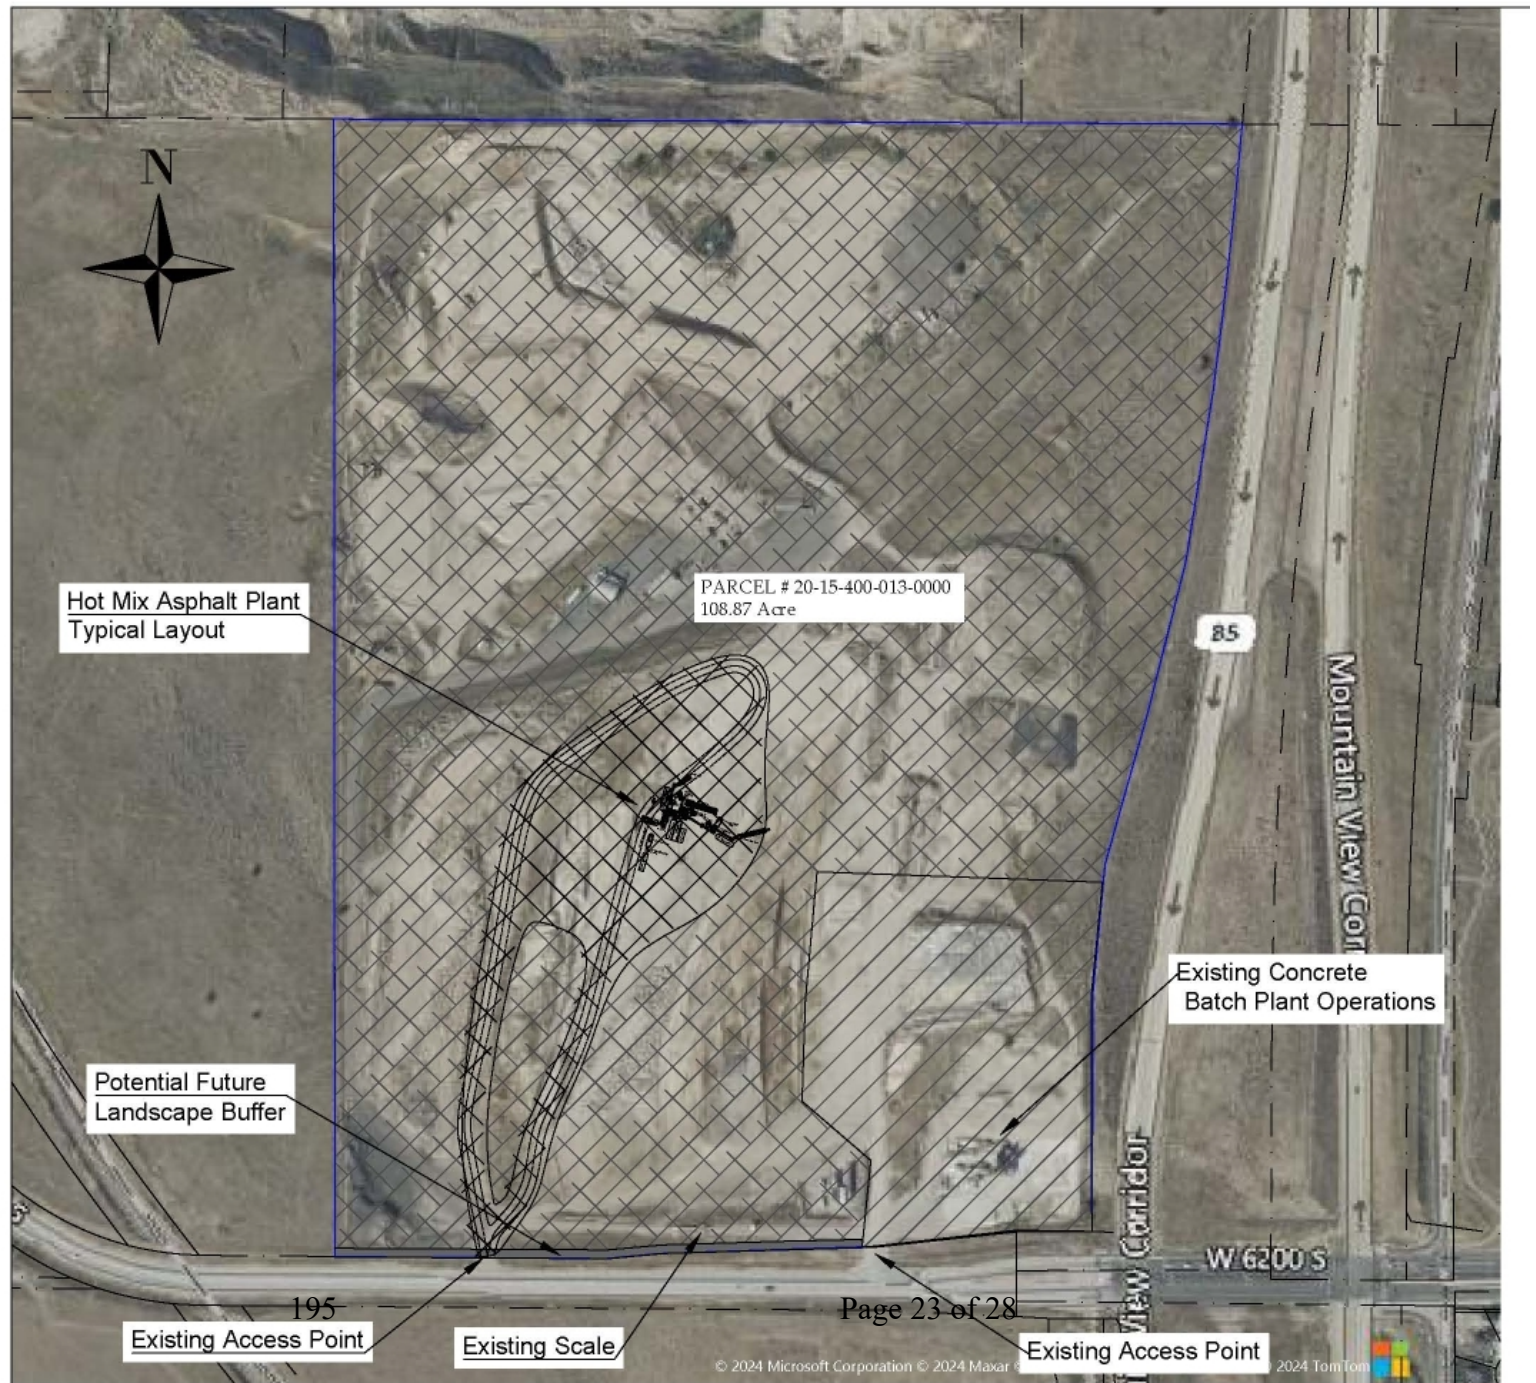 N
PARCEL # 20-15-400-013-0000
108.87 Acre
Hot Mix Asphalt Plant
Typical Layout
85
Mountain View Cor
Existing Concrete
Batch Plant Operations
Potential Future
Landscape Buffer
View Corridor
W 6200 S
195
Page 23 of 28
Existing Access Point
Existing Scale
Existing Access Point
© 2024 Microsoft Corporation © 2024 Maxar
2024 TomTom